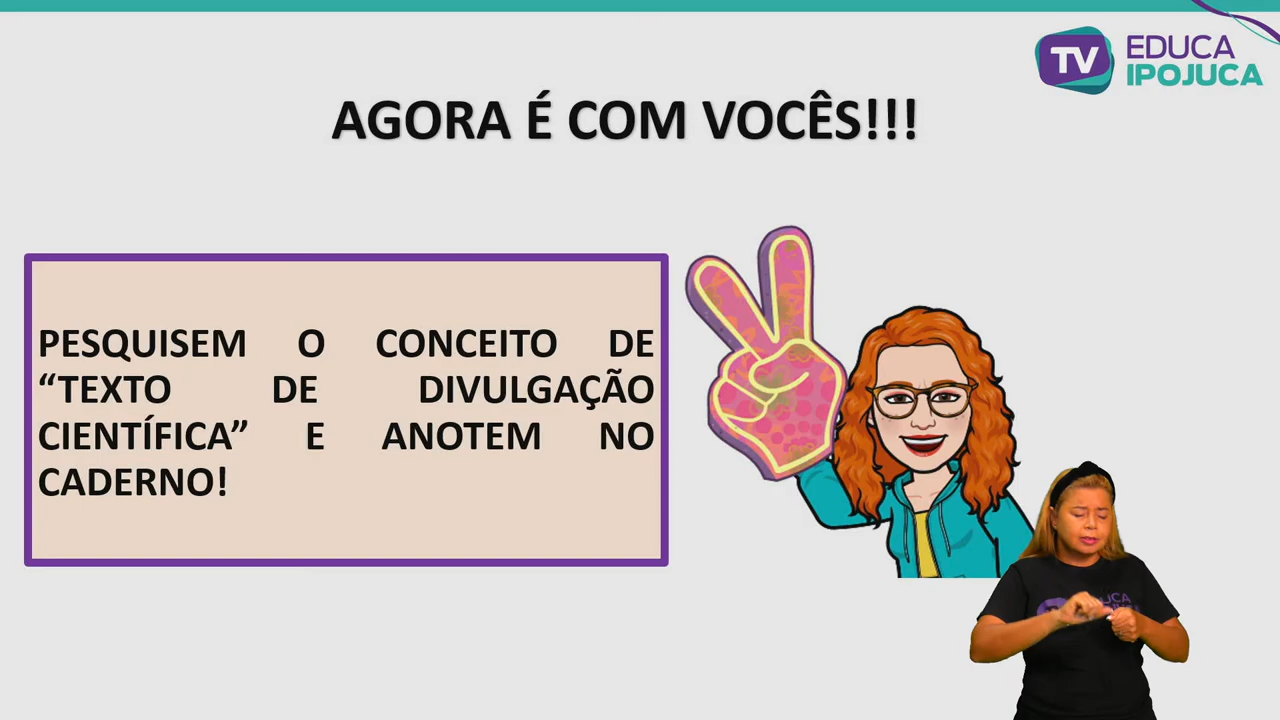 TV EDUCA
IPOJUCA
AGORA É COM VOCÊS!!!
PESQUISEM O CONCEITO DE
“TEXTO DE DIVULGAÇÃO
CIENTÍFICA” E ANOTEM NO
CADERNO!